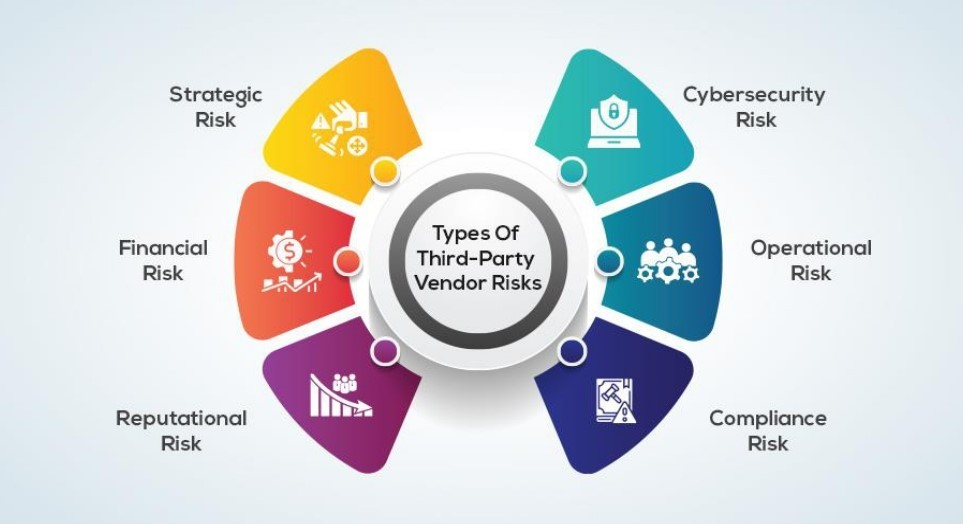 Types Of
Third-Party
Vendor Risks
Strategic
Risk
Financial
Risk
Reputational
Risk
Cybersecurity
Risk
Operational
Risk
Compliance
Risk